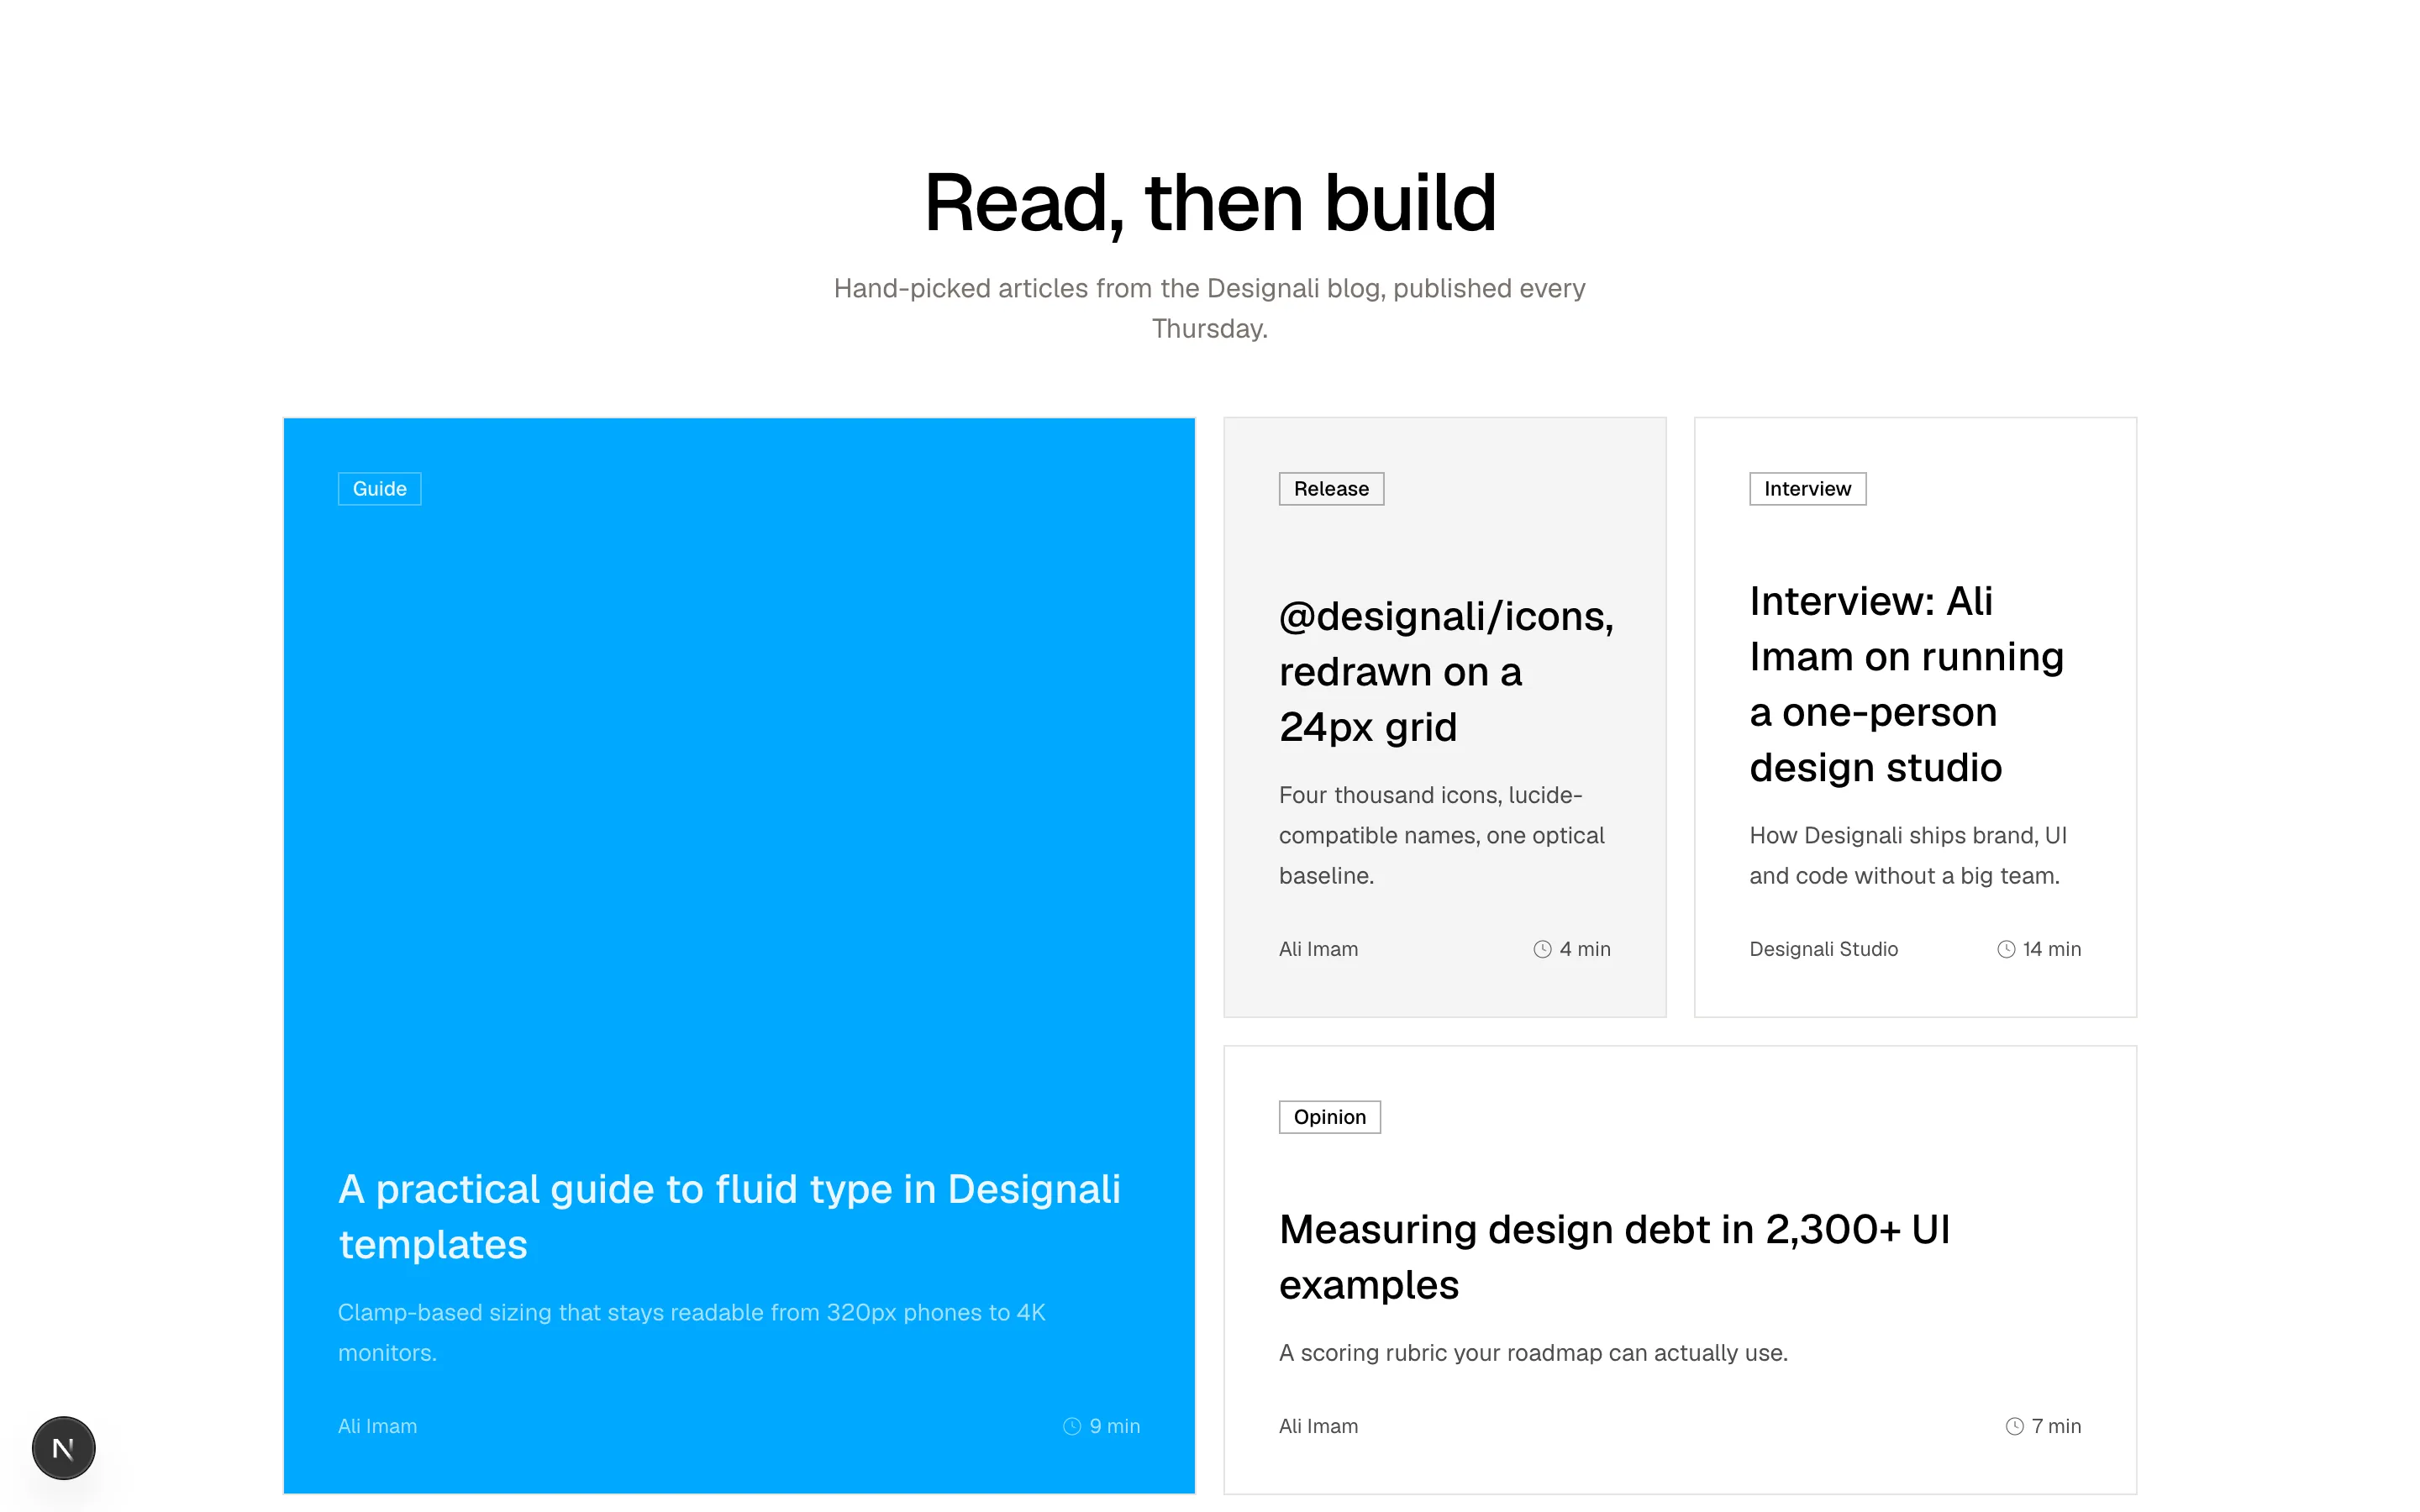 Read, then build
Hand-picked articles from the Designali blog, published every
Thursday.
Guide
A practical guide to fluid type in Designali
templates
Clamp-based sizing that stays readable from 320px phones to 4K
monitors.
Ali Imam
9 min
Release
@designali/icons,
redrawn on a
24px grid
Four thousand icons, lucide-
compatible names, one optical
baseline.
Ali Imam
4 min
Interview
Interview: Ali
Imam on running
a one-person
design studio
How Designali ships brand, UI
and code without a big team.
Designali Studio
14 min
Opinion
Measuring design debt in 2,300+ UI
examples
A scoring rubric your roadmap can actually use.
Ali Imam
7 min
N